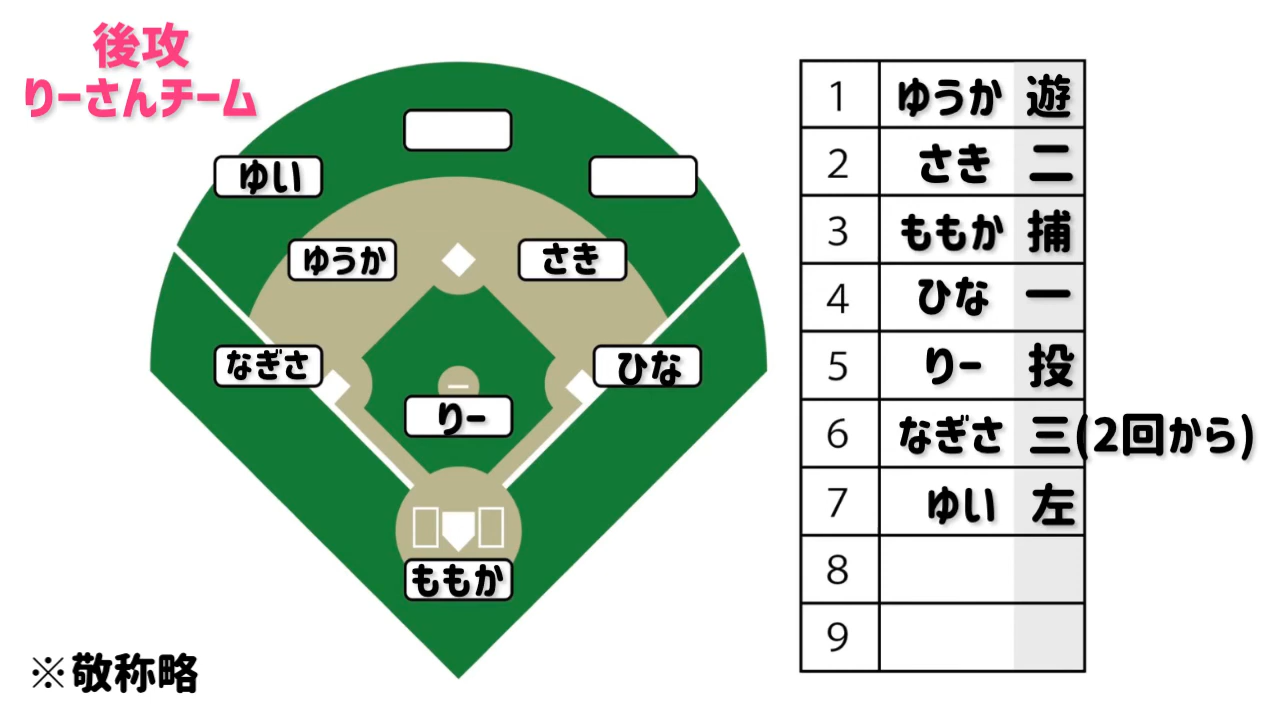 後攻
りーさんチーム
ゆい
ゆうか
さき
なぎさ
ひな
りー
ももか
1 ゆうか 遊
2 さき 二
3 ももか 捕
4 ひな 一
5 りー 投
6 なぎさ 三(2回から)
7 ゆい 左
8
9
※敬称略